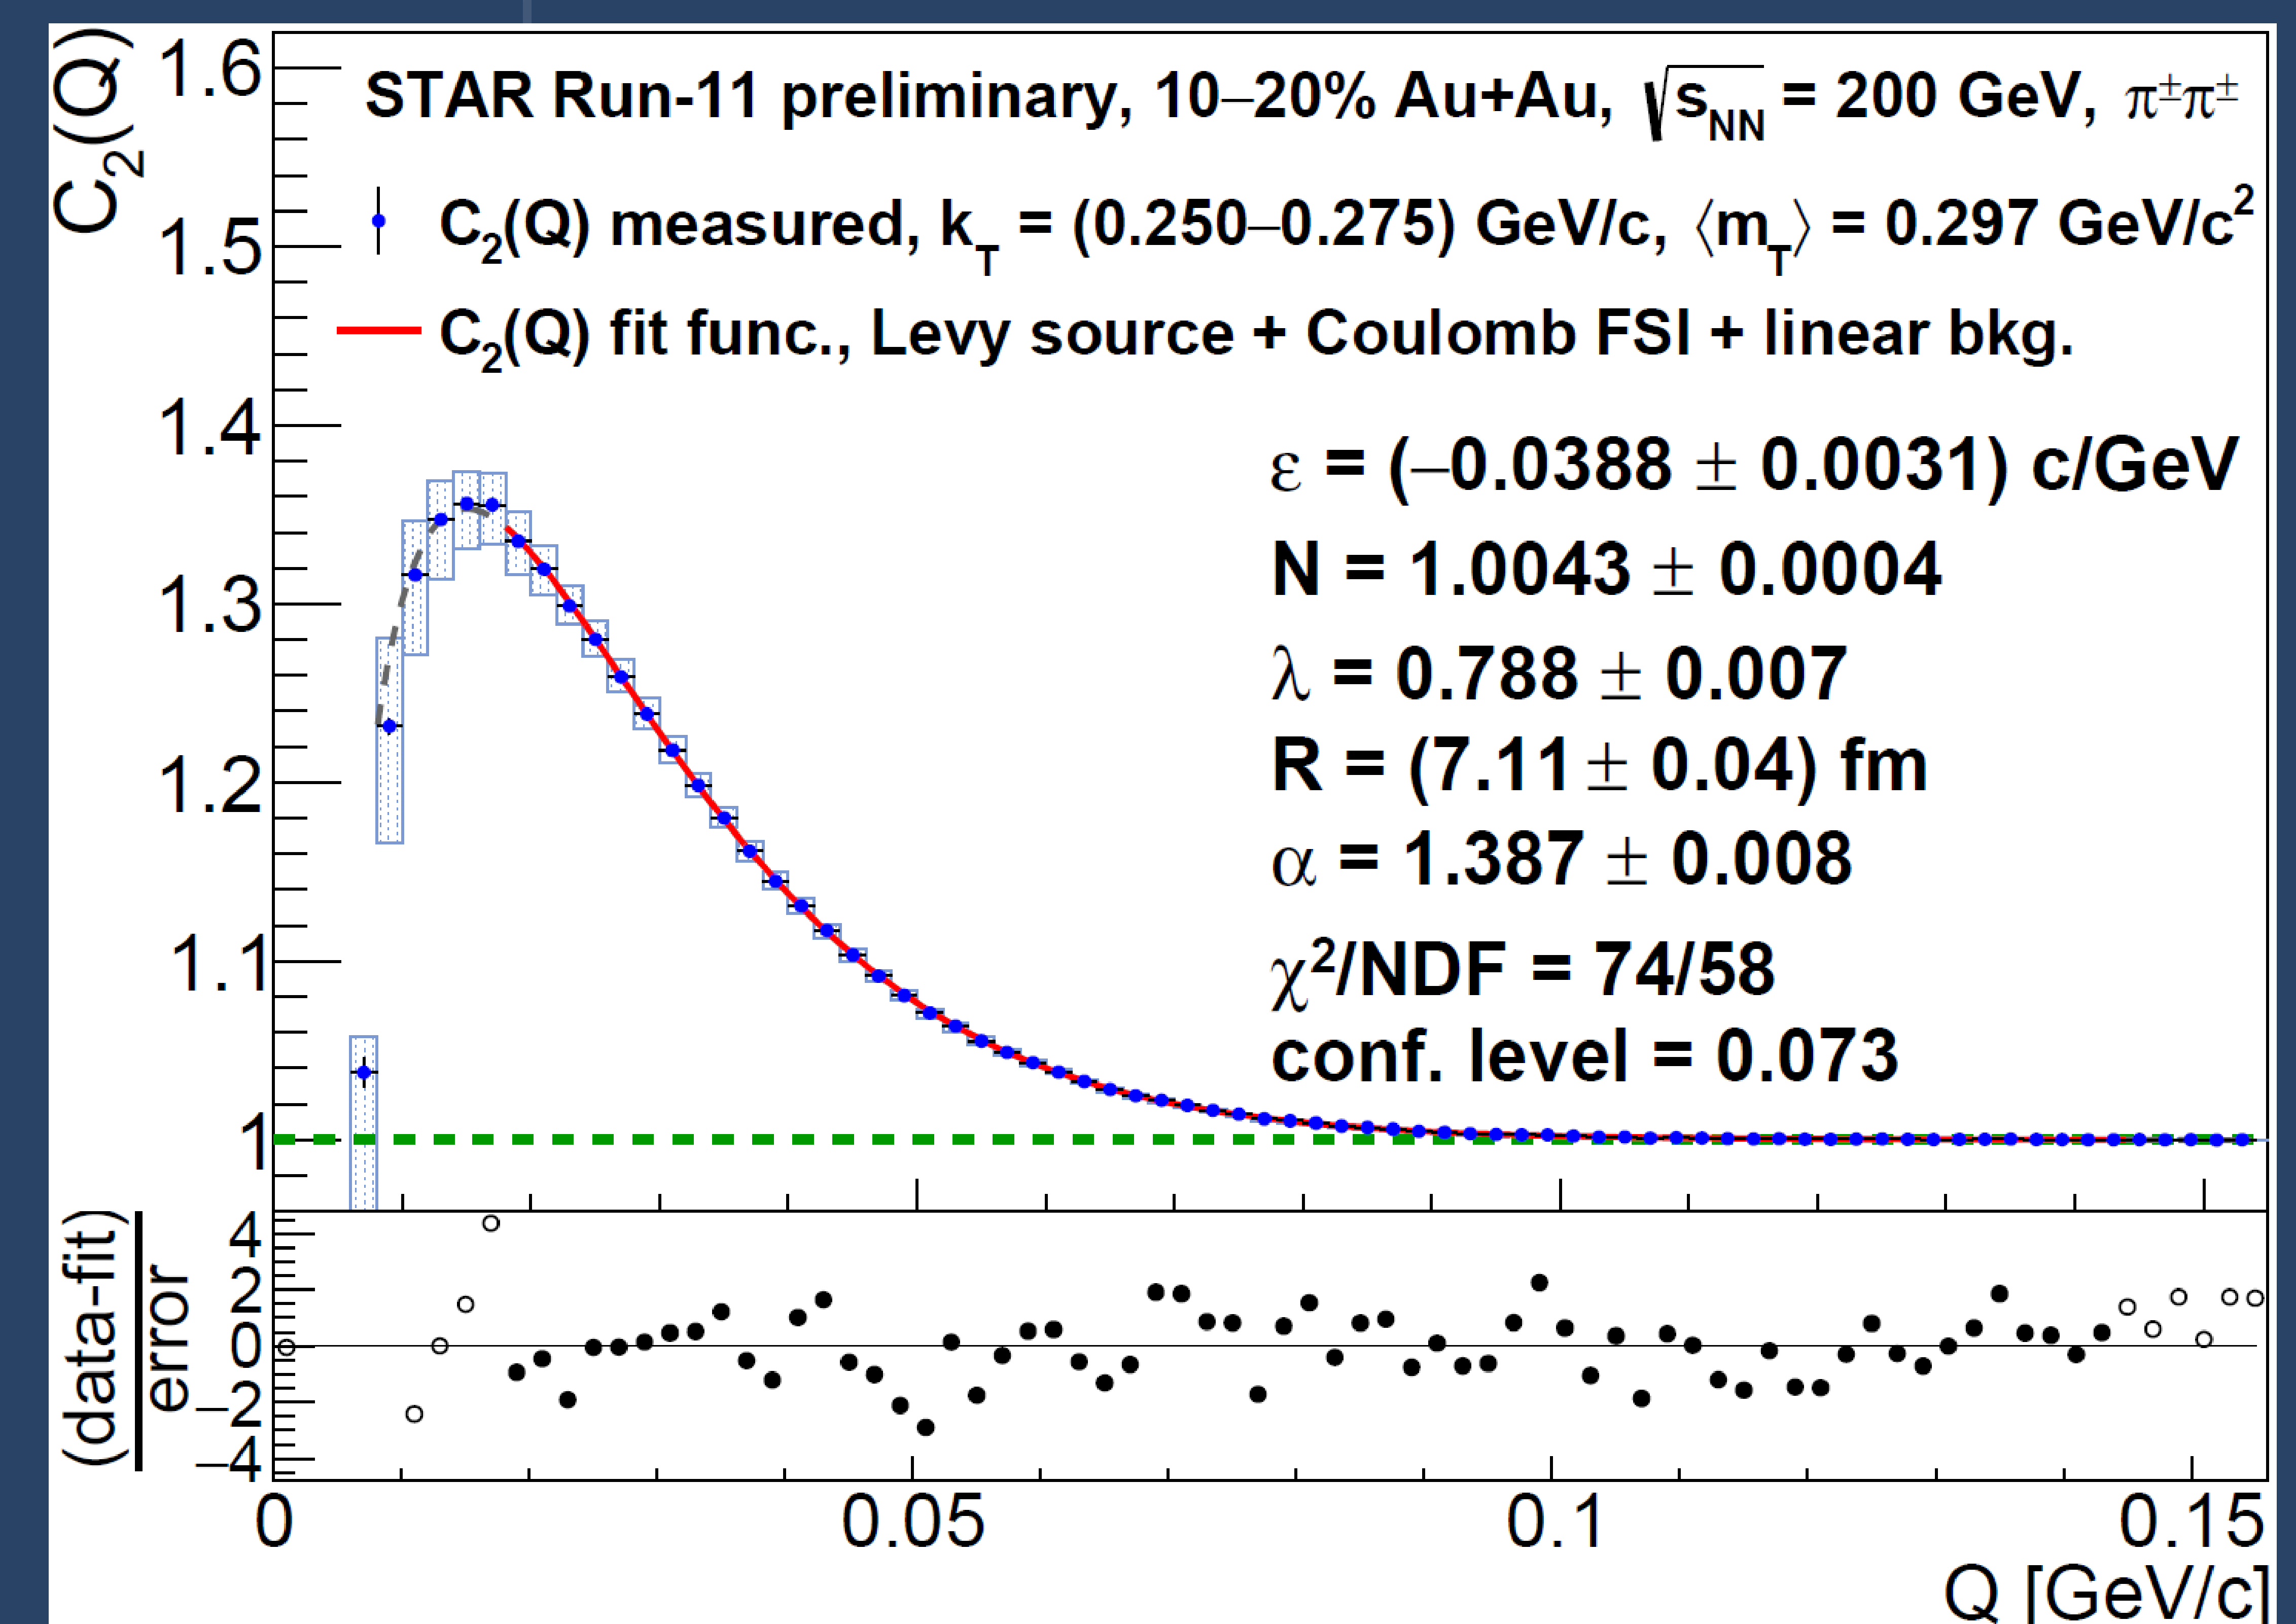 C₂(Q)
1.6
1.5
1.4
1.3
1.2
1.1
1
STAR Run-11 preliminary, 10–20% Au+Au, √sNN = 200 GeV, π±π±
C₂(Q) measured, kT = (0.250–0.275) GeV/c, ⟨mT⟩ = 0.297 GeV/c²
C₂(Q) fit func., Levy source + Coulomb FSI + linear bkg.
ε = (–0.0388 ± 0.0031) c/GeV
N = 1.0043 ± 0.0004
λ = 0.788 ± 0.007
R = (7.11 ± 0.04) fm
α = 1.387 ± 0.008
χ²/NDF = 74/58
conf. level = 0.073
(data-fit)
error
4
2
0
−2
−4
0 0.05 0.1 0.15
Q [GeV/c]